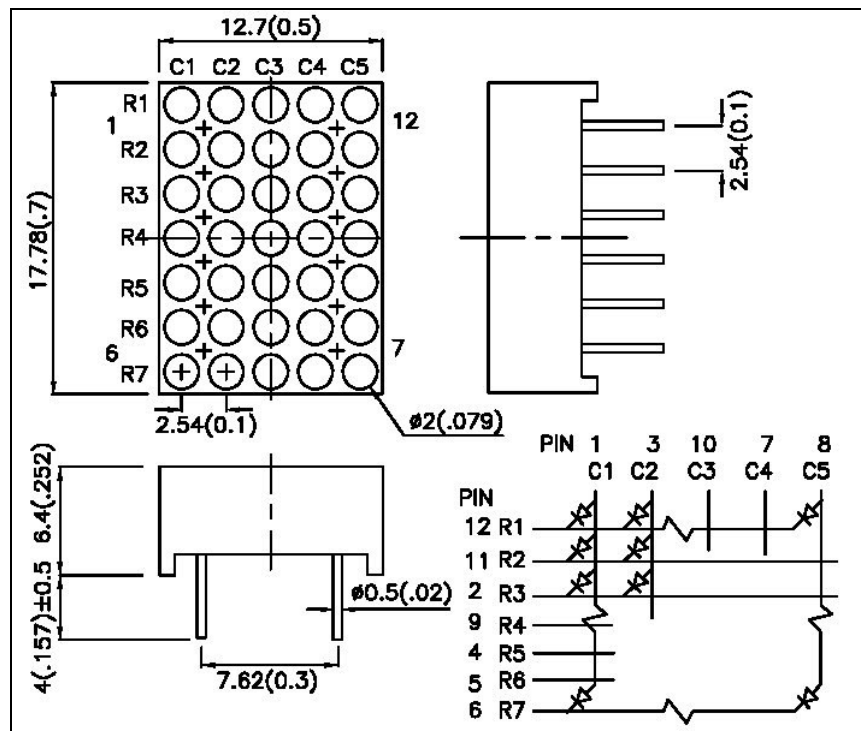 12.7(0.5)
C1 C2 C3 C4 C5
R1
1
12
R2
R3
R4
R5
R6
6
7
R7
17.78(.7)
2.54(0.1)
ø2(.079)
2.54(0.1)
6.4(.252)
4(.157)±0.5
ø0.5(.02)
7.62(0.3)
PIN 1 3 10 7 8
C1 C2 C3 C4 C5
PIN
12 R1
11 R2
2 R3
9 R4
4 R5
5 R6
6 R7